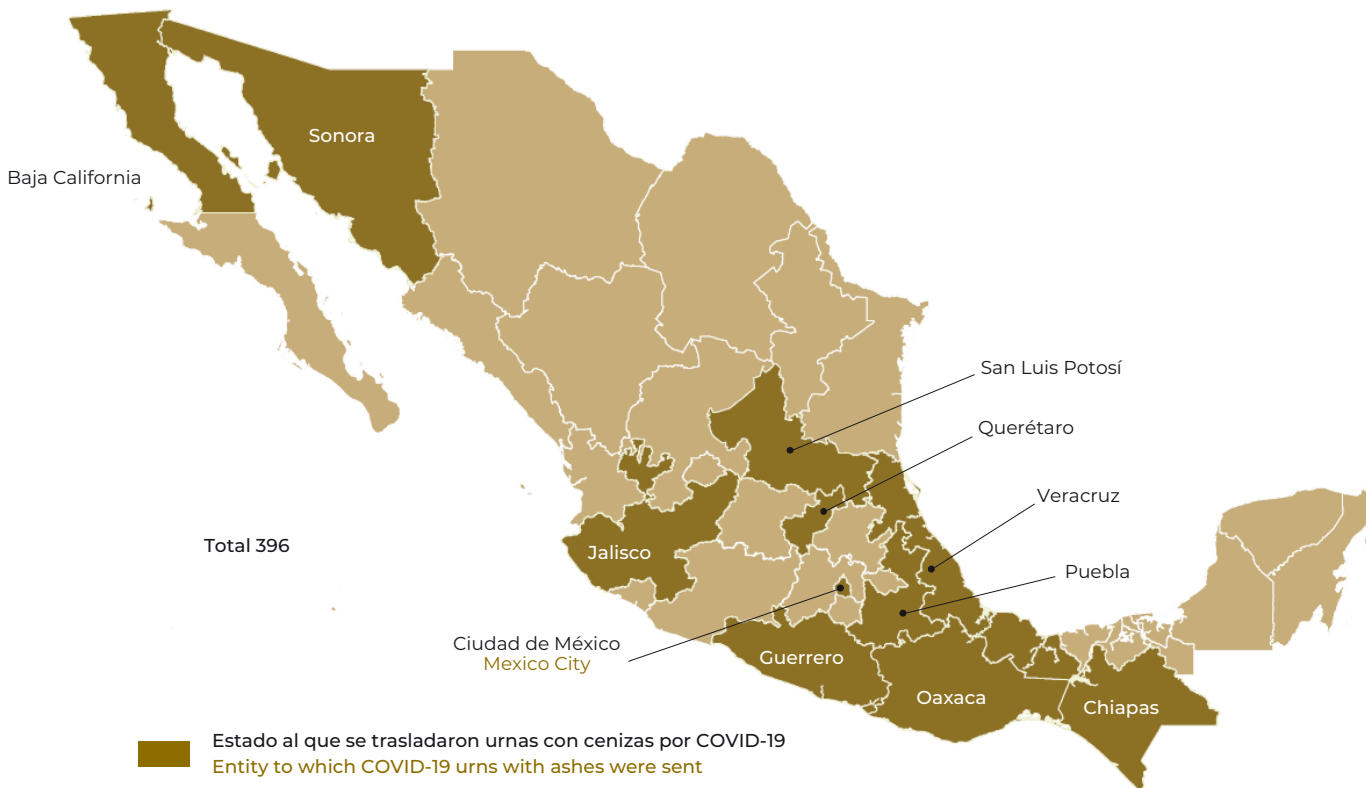 Sonora
Baja California
San Luis Potosí
Querétaro
Veracruz
Total 396
Jalisco
Puebla
Ciudad de México
Mexico City
Guerrero
Oaxaca
Chiapas
Estado al que se trasladaron urnas con cenizas por COVID-19
Entity to which COVID-19 urns with ashes were sent